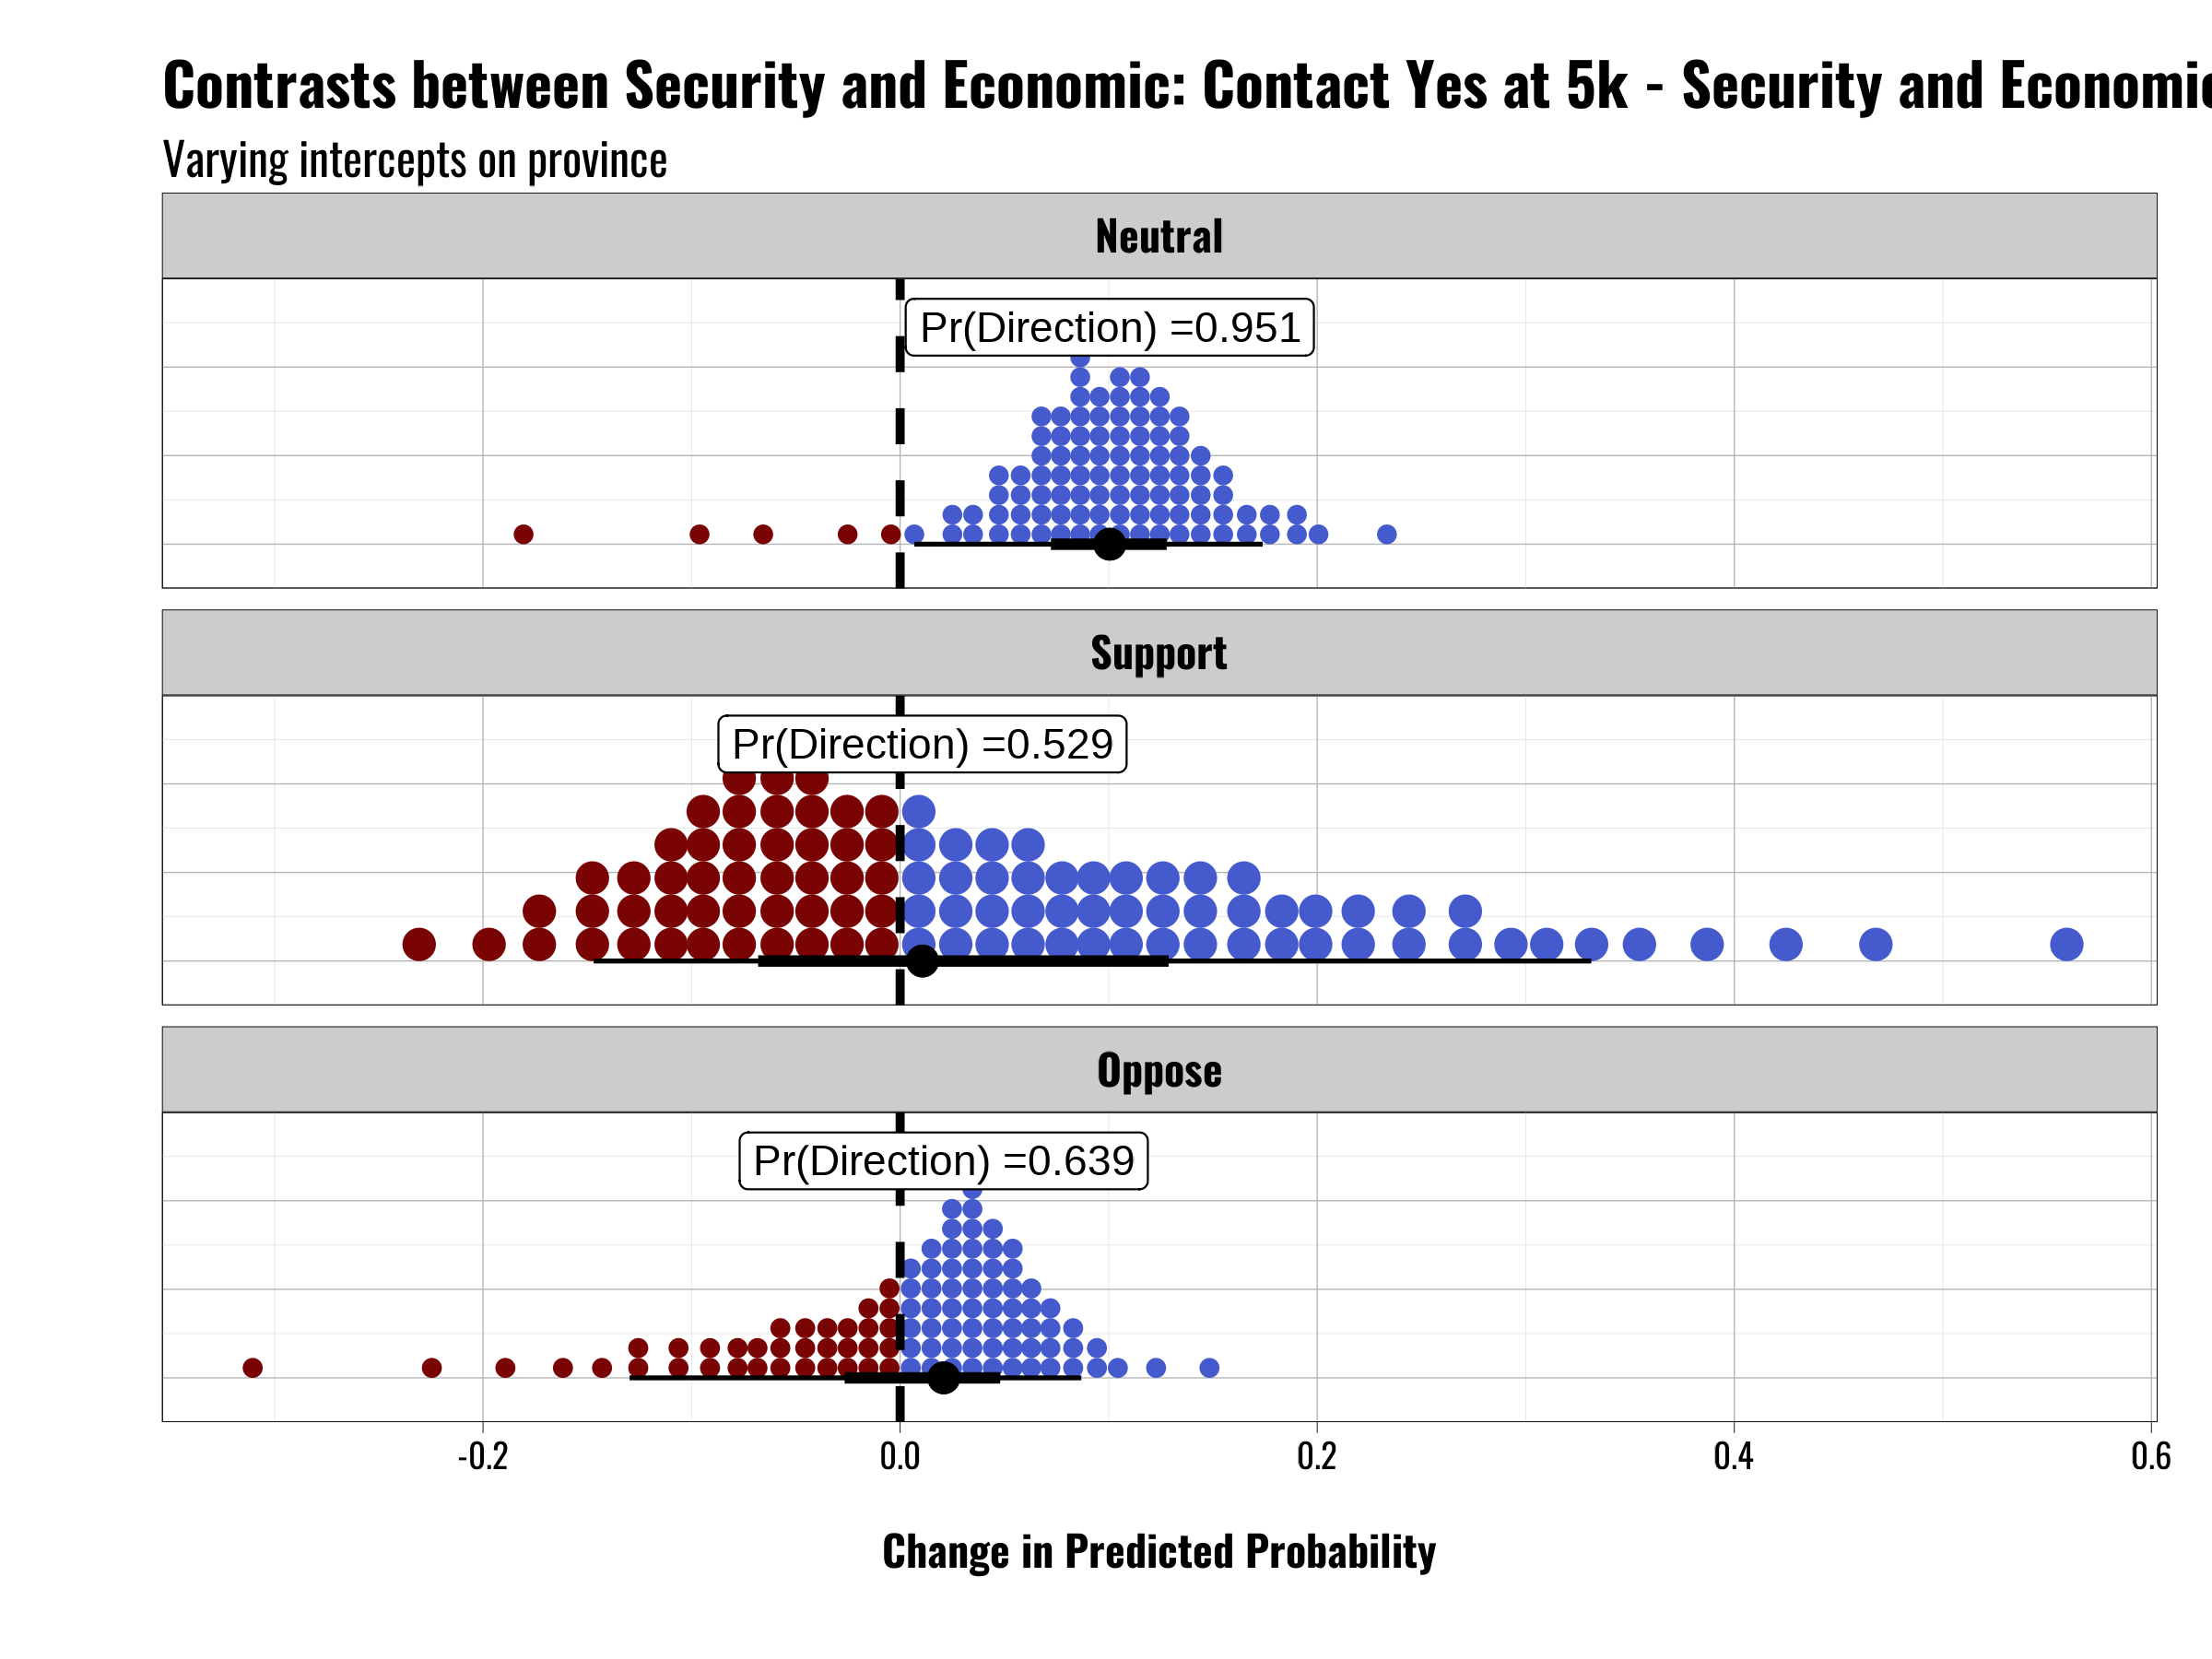 Contrasts between Security and Economic: Contact Yes at 5k - Security and Economic
Varying intercepts on province
Neutral
Pr(Direction) =0.951
Support
Pr(Direction) =0.529
Oppose
Pr(Direction) =0.639
-0.2 0.0 0.2 0.4 0.6
Change in Predicted Probability